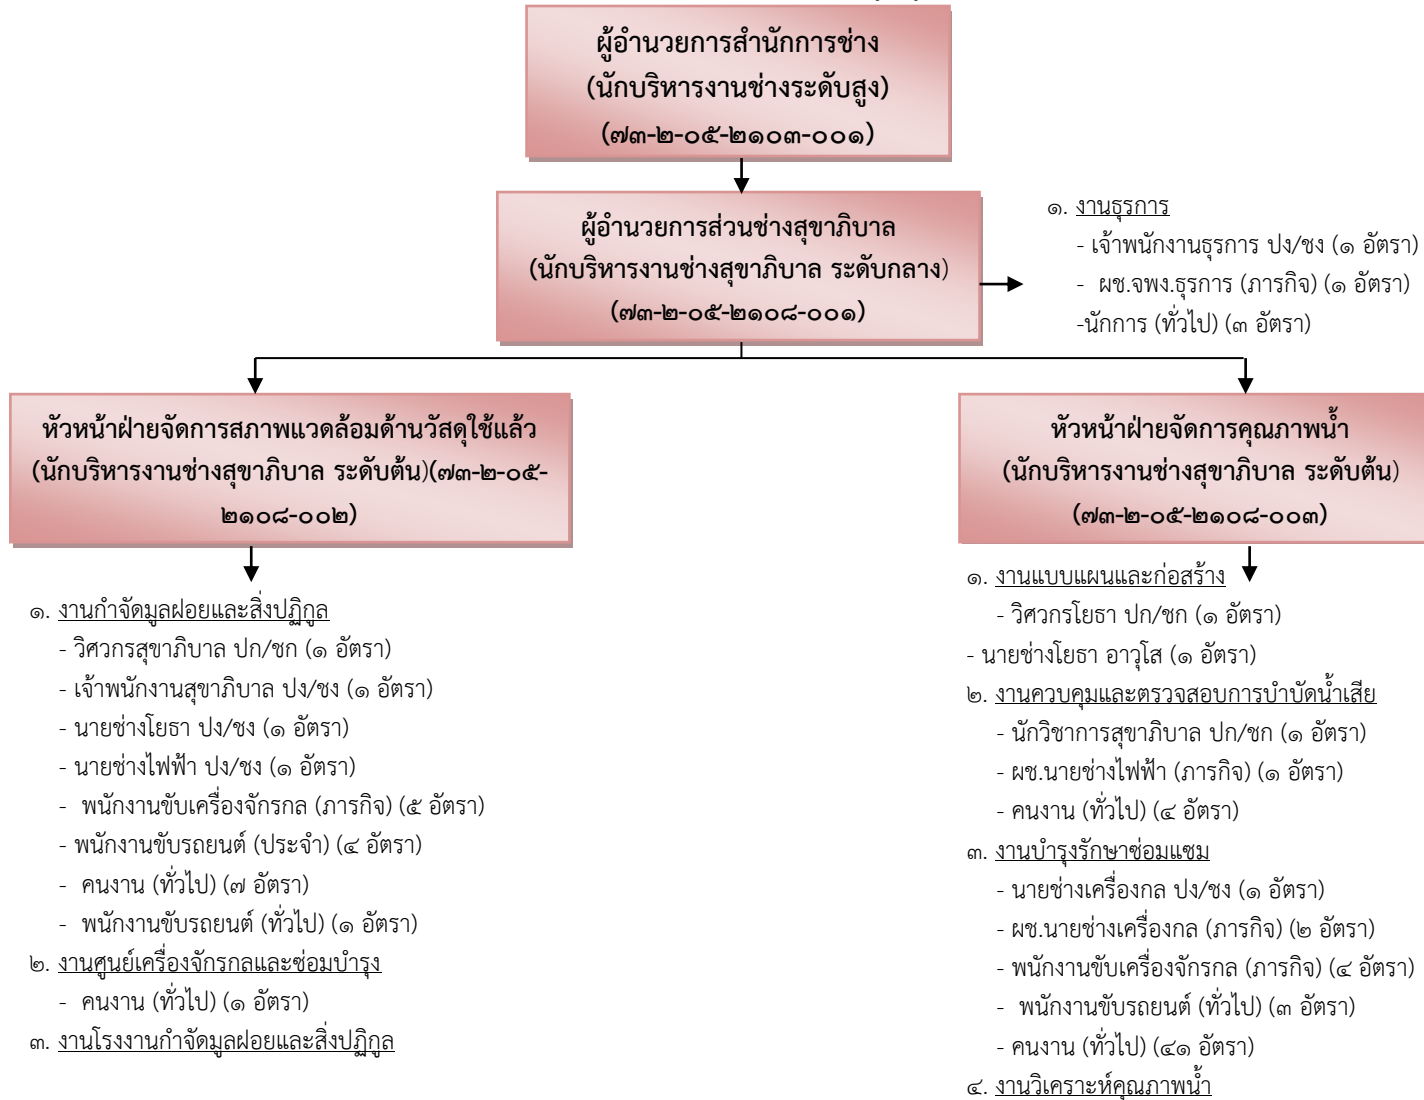 ผู้อำนวยการสำนักการช่าง
(นักบริหารงานช่างระดับสูง)
(๗๓-๒-๐๕-๒๑๐๓-๐๐๑)
ผู้อำนวยการส่วนช่างสุขาภิบาล
(นักบริหารงานช่างสุขาภิบาล ระดับกลาง)
(๗๓-๒-๐๕-๒๑๐๘-๐๐๑)
๑. งานธุรการ
- เจ้าพนักงานธุรการ ปง/ชง (๑ อัตรา)
- ผช.จพง.ธุรการ (ภารกิจ) (๑ อัตรา)
-นักการ (ทั่วไป) (๓ อัตรา)
หัวหน้าฝ่ายจัดการสภาพแวดล้อมด้านวัสดุใช้แล้ว
(นักบริหารงานช่างสุขาภิบาล ระดับต้น)(๗๓-๒-๐๕-
๒๑๐๘-๐๐๒)
๑. งานกำจัดมูลฝอยและสิ่งปฏิกูล
- วิศวกรสุขาภิบาล ปก/ชก (๑ อัตรา)
- เจ้าพนักงานสุขาภิบาล ปง/ชง (๑ อัตรา)
- นายช่างโยธา ปง/ชง (๑ อัตรา)
- นายช่างไฟฟ้า ปง/ชง (๑ อัตรา)
- พนักงานขับเครื่องจักรกล (ภารกิจ) (๕ อัตรา)
- พนักงานขับรถยนต์ (ประจำ) (๔ อัตรา)
- คนงาน (ทั่วไป) (๗ อัตรา)
- พนักงานขับรถยนต์ (ทั่วไป) (๑ อัตรา)
๒. งานศูนย์เครื่องจักรกลและซ่อมบำรุง
- คนงาน (ทั่วไป) (๑ อัตรา)
๓. งานโรงงานกำจัดมูลฝอยและสิ่งปฏิกูล
หัวหน้าฝ่ายจัดการคุณภาพน้ำ
(นักบริหารงานช่างสุขาภิบาล ระดับต้น)
(๗๓-๒-๐๕-๒๑๐๘-๐๐๓)
๑. งานแบบแผนและก่อสร้าง
- วิศวกรโยธา ปก/ชก (๑ อัตรา)
- นายช่างโยธา อาวุโส (๑ อัตรา)
๒. งานควบคุมและตรวจสอบการบำบัดน้ำเสีย
- นักวิชาการสุขาภิบาล ปก/ชก (๑ อัตรา)
- ผช.นายช่างไฟฟ้า (ภารกิจ) (๑ อัตรา)
- คนงาน (ทั่วไป) (๔ อัตรา)
๓. งานบำรุงรักษาซ่อมแซม
- นายช่างเครื่องกล ปง/ชง (๑ อัตรา)
- ผช.นายช่างเครื่องกล (ภารกิจ) (๒ อัตรา)
- พนักงานขับเครื่องจักรกล (ภารกิจ) (๔ อัตรา)
- พนักงานขับรถยนต์ (ทั่วไป) (๓ อัตรา)
- คนงาน (ทั่วไป) (๔๑ อัตรา)
๔. งานวิเคราะห์คุณภาพน้ำ